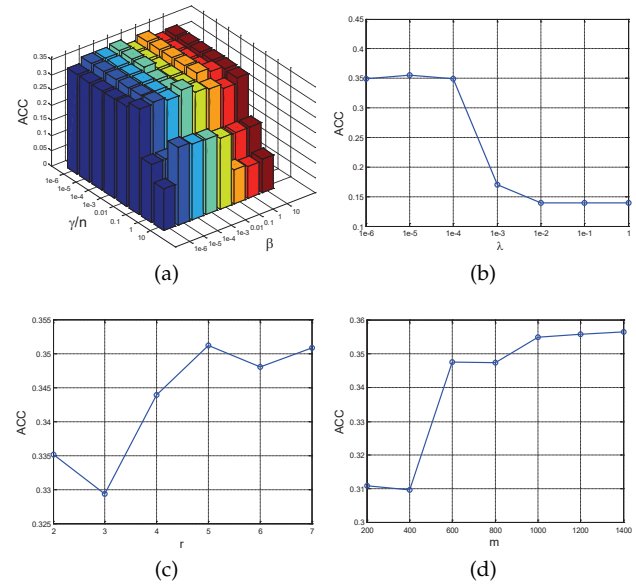 0.35
0.3
0.25
0.2
0.15
0.1
0.05
0
ACC
1e-6
1e-5
1e-4
1e-3
0.01
0.1
1
10
γ/n
1e-6
1e-5
1e-4
1e-3
0.01
0.1
1
10
β
(a)
0.45
0.4
0.35
0.3
0.25
0.2
0.15
0.1
ACC
1e-6 1e-5 1e-4 1e-3 1e-2 1e-1 1
λ
(b)
0.355
0.35
0.345
0.34
0.335
0.33
0.325
ACC
2 3 4 5 6 7
r
(c)
0.36
0.35
0.34
0.33
0.32
0.31
0.3
ACC
200 400 600 800 1000 1200 1400
m
(d)